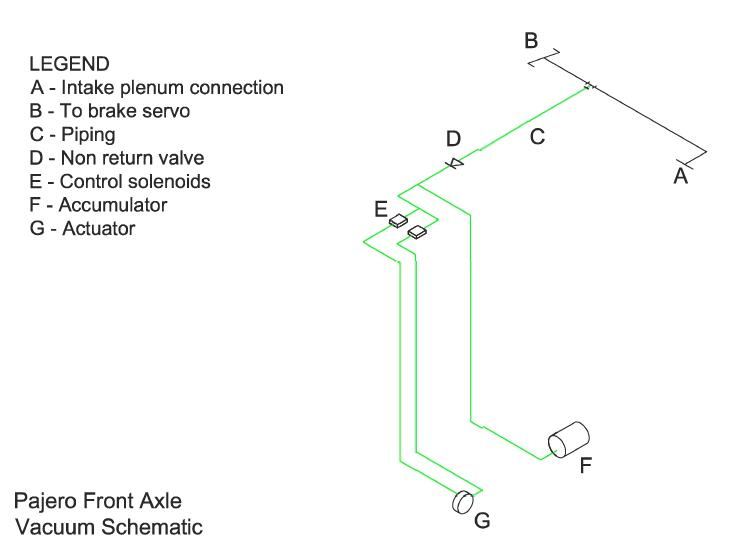 LEGEND
A - Intake plenum connection
B - To brake servo
C - Piping
D - Non return valve
E - Control solenoids
F - Accumulator
G - Actuator
B
D
C
A
E
F
G
Pajero Front Axle
Vacuum Schematic